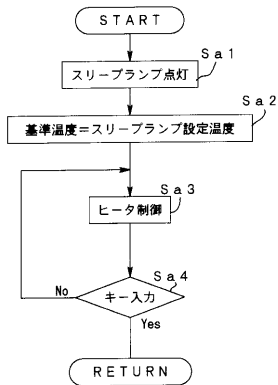 START
Sa1
スリープランプ点灯
Sa2
基準温度＝スリープランプ設定温度
Sa3
ヒータ制御
Sa4
No キー入力
Yes
RETURN